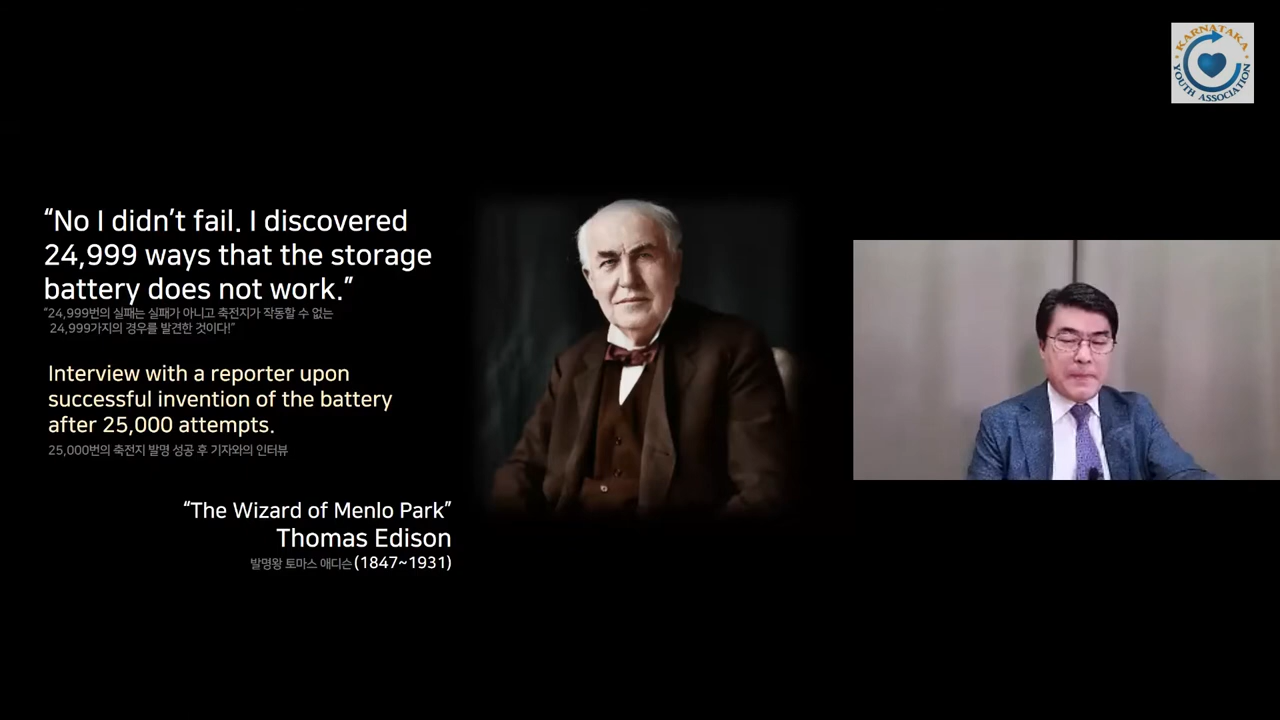 “No I didn’t fail. I discovered
24,999 ways that the storage
battery does not work.”
“24,999번의 실패는 실패가 아니고 축전지가 작동할 수 없는
24,999가지의 경우를 발견한 것이다!”
Interview with a reporter upon
successful invention of the battery
after 25,000 attempts.
25,000번의 축전지 발명 성공 후 기자와의 인터뷰
“The Wizard of Menlo Park”
Thomas Edison
발명왕 토마스 애디슨 (1847~1931)
KARNATAKA
YOUTH ASSOCIATION